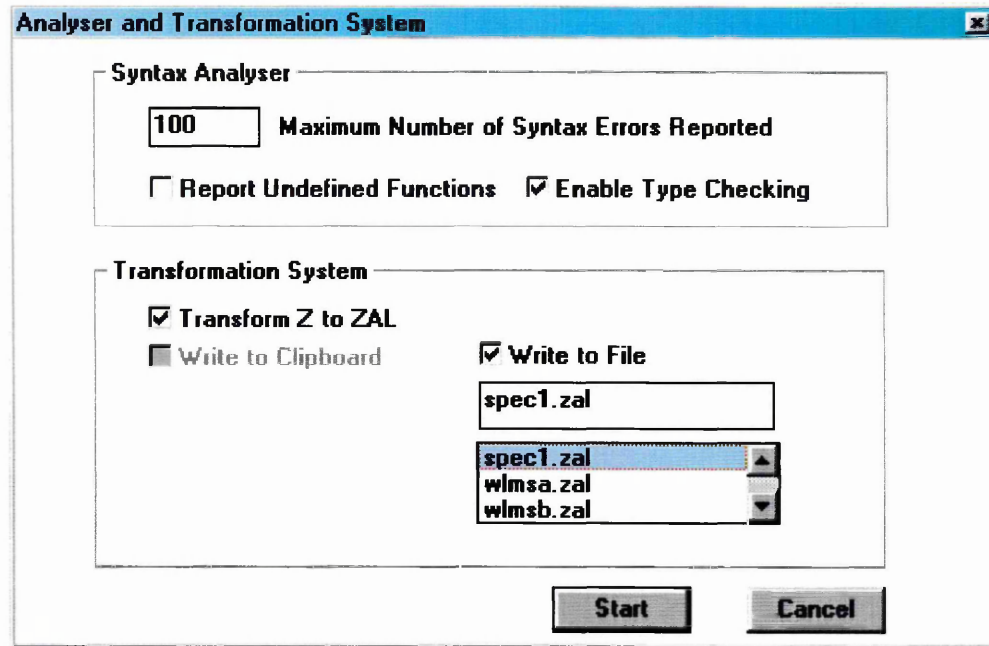 Analyser and Transformation System
Syntax Analyser
100 Maximum Number of Syntax Errors Reported
Report Undefined Functions Enable Type Checking
Transformation System
Transform Z to ZAL
Write to Clipboard Write to File
spec1.zal
spec1.zal
wlmsa.zal
wlmsb.zal
Start Cancel